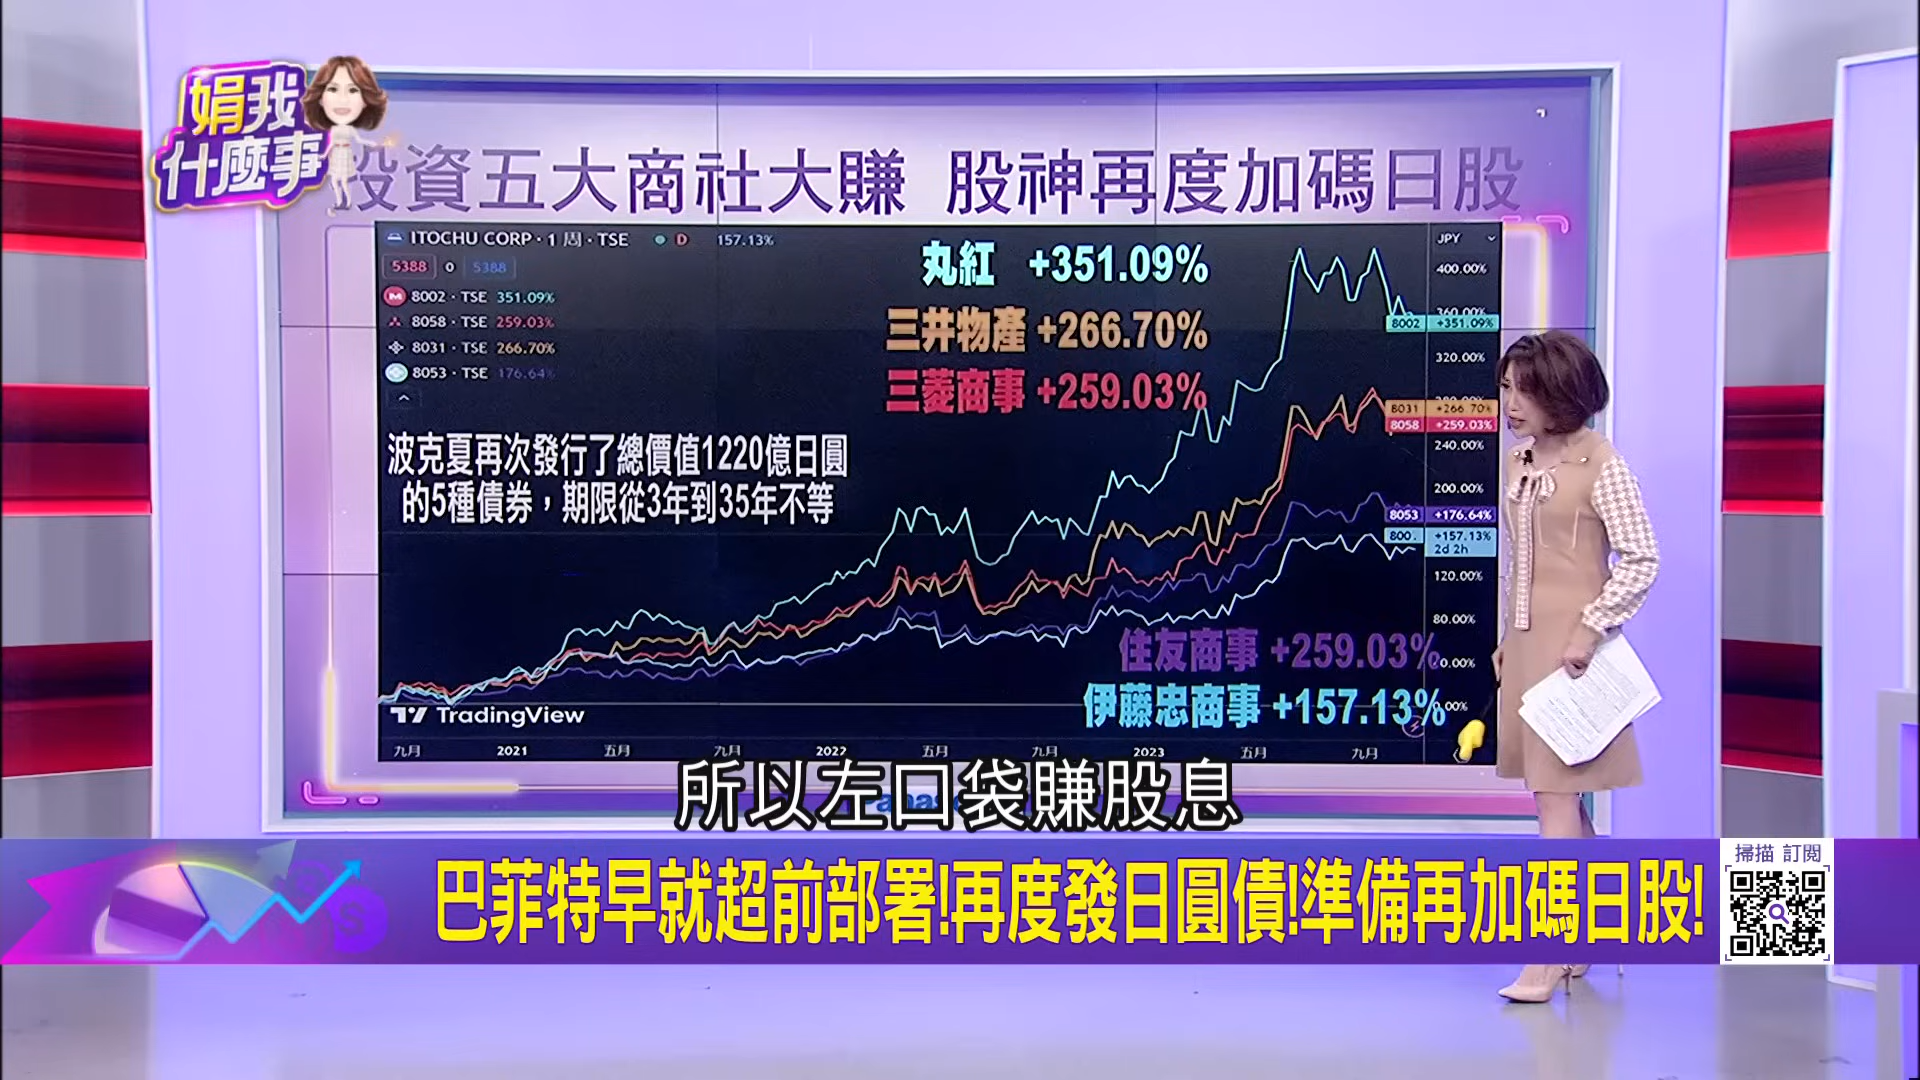 娟我
什麼事
投資五大商社大賺 股神再度加碼日股
ITOCHU CORP · 1 周 · TSE D 157.13%
5388 0 5388
8002 · TSE 351.09%
8058 · TSE 259.03%
8031 · TSE 266.70%
8053 · TSE 176.64%
丸紅 +351.09%
三井物產 +266.70%
三菱商事 +259.03%
波克夏再次發行了總價值1220億日圓
的5種債券，期限從3年到35年不等
JPY
400.00%
360.00%
8002 +351.09%
320.00%
8031 +266.70%
8058 +259.03%
240.00%
200.00%
8053 +176.64%
800. +157.13%
2d 2h
120.00%
80.00%
住友商事 +259.03%
伊藤忠商事 +157.13%
TradingView
九月 2021 五月 九月 2022 五月 九月 2023 五月 九月
所以左口袋賺股息
巴菲特早就超前部署!再度發日圓債!準備再加碼日股!
掃描 訂閱